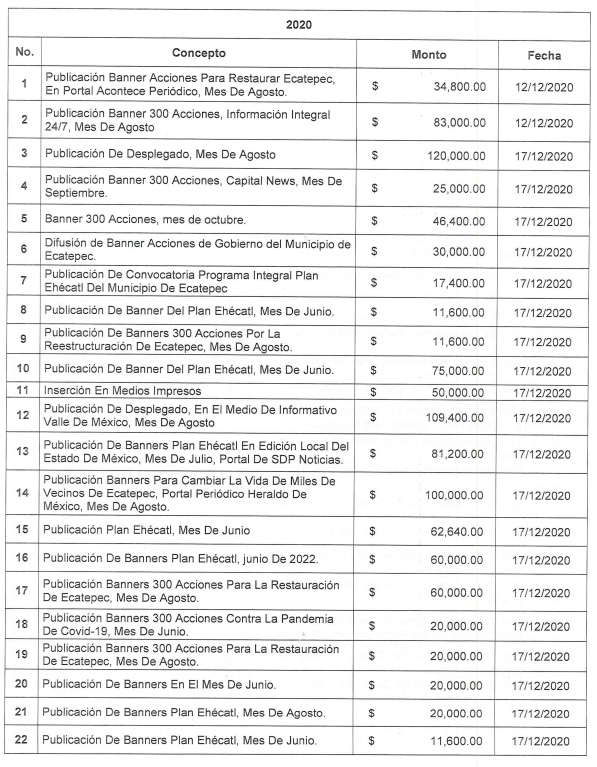 2020
No. Concepto Monto Fecha
1 Publicación Banner Acciones Para Restaurar Ecatepec, $ 34,800.00 12/12/2020
En Portal Acontece Periódico, Mes De Agosto.
2 Publicación Banner 300 Acciones, Información Integral $ 83,000.00 12/12/2020
24/7, Mes De Agosto
3 Publicación De Desplegado, Mes De Agosto $ 120,000.00 17/12/2020
4 Publicación Banner 300 Acciones, Capital News, Mes De $ 25,000.00 17/12/2020
Septiembre.
5 Banner 300 Acciones, mes de octubre. $ 46,400.00 17/12/2020
6 Difusión de Banner Acciones de Gobierno del Municipio de $ 30,000.00 17/12/2020
Ecatepec.
7 Publicación De Convocatoria Programa Integral Plan $ 17,400.00 17/12/2020
Ehécatl Del Municipio De Ecatepec
8 Publicación De Banner Del Plan Ehécatl, Mes De Junio. $ 11,600.00 17/12/2020
9 Publicación De Banners 300 Acciones Por La $ 11,600.00 17/12/2020
Reestructuración De Ecatepec, Mes De Agosto.
10 Publicación De Banner Del Plan Ehécatl, Mes De Junio. $ 75,000.00 17/12/2020
11 Inserción En Medios Impresos $ 50,000.00 17/12/2020
12 Publicación De Desplegado, En El Medio De Informativo $ 109,400.00 17/12/2020
Valle De México, Mes De Agosto
13 Publicación De Banners Plan Ehécatl En Edición Local Del $ 81,200.00 17/12/2020
Estado De México, Mes De Julio, Portal De SDP Noticias.
14 Publicación Banners Para Cambiar La Vida De Miles De $ 100,000.00 17/12/2020
Vecinos De Ecatepec, Portal Periódico Heraldo De
México, Mes De Agosto.
15 Publicación Plan Ehécatl, Mes De Junio $ 62,640.00 17/12/2020
16 Publicación De Banners Plan Ehécatl, junio De 2022. $ 60,000.00 17/12/2020
17 Publicación Banners 300 Acciones Para La Restauración $ 60,000.00 17/12/2020
De Ecatepec, Mes De Agosto.
18 Publicación Banners 300 Acciones Contra La Pandemia $ 20,000.00 17/12/2020
De Covid-19, Mes De Junio.
19 Publicación Banners 300 Acciones Para La Restauración $ 20,000.00 17/12/2020
De Ecatepec, Mes De Agosto.
20 Publicación De Banners En El Mes De Junio. $ 20,000.00 17/12/2020
21 Publicación De Banners Plan Ehécatl, Mes De Agosto. $ 20,000.00 17/12/2020
22 Publicación De Banners Plan Ehécatl, Mes De Junio. $ 11,600.00 17/12/2020